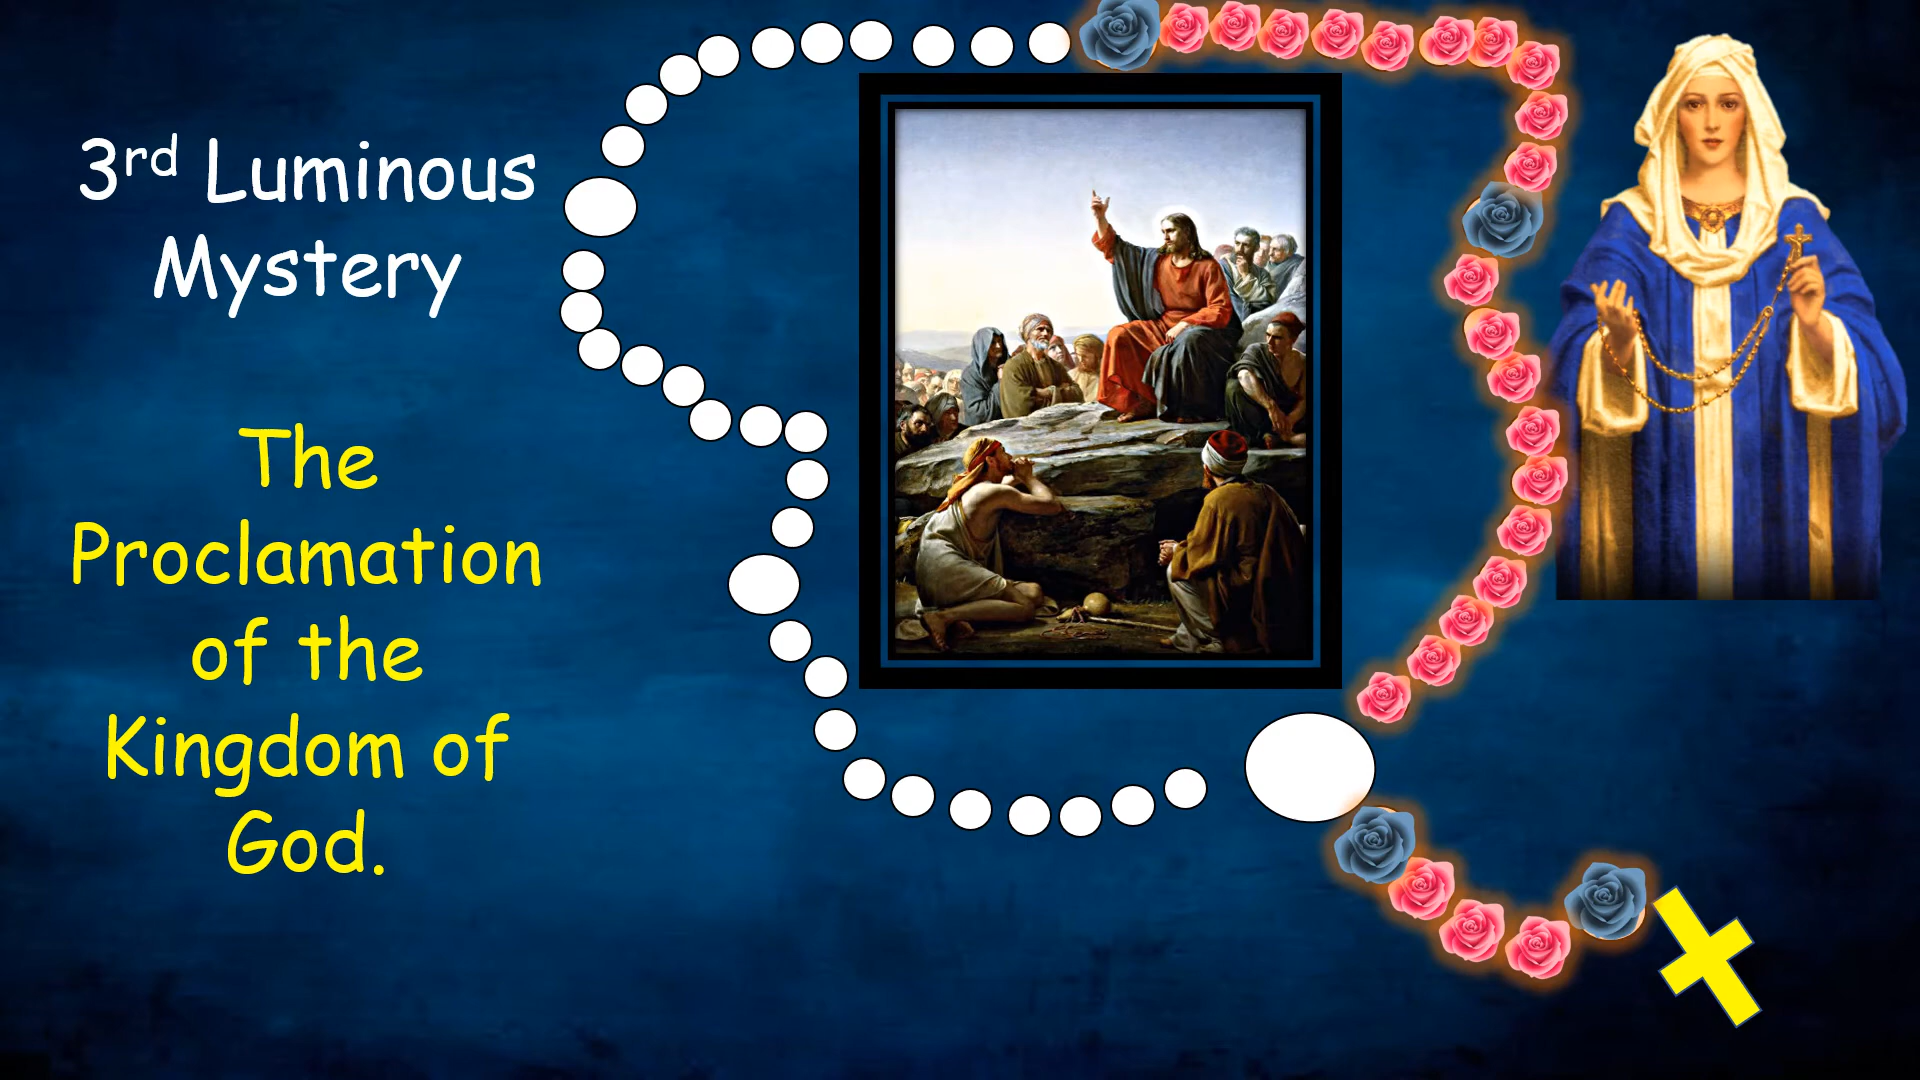 3rd Luminous
Mystery
The
Proclamation
of the
Kingdom of
God.